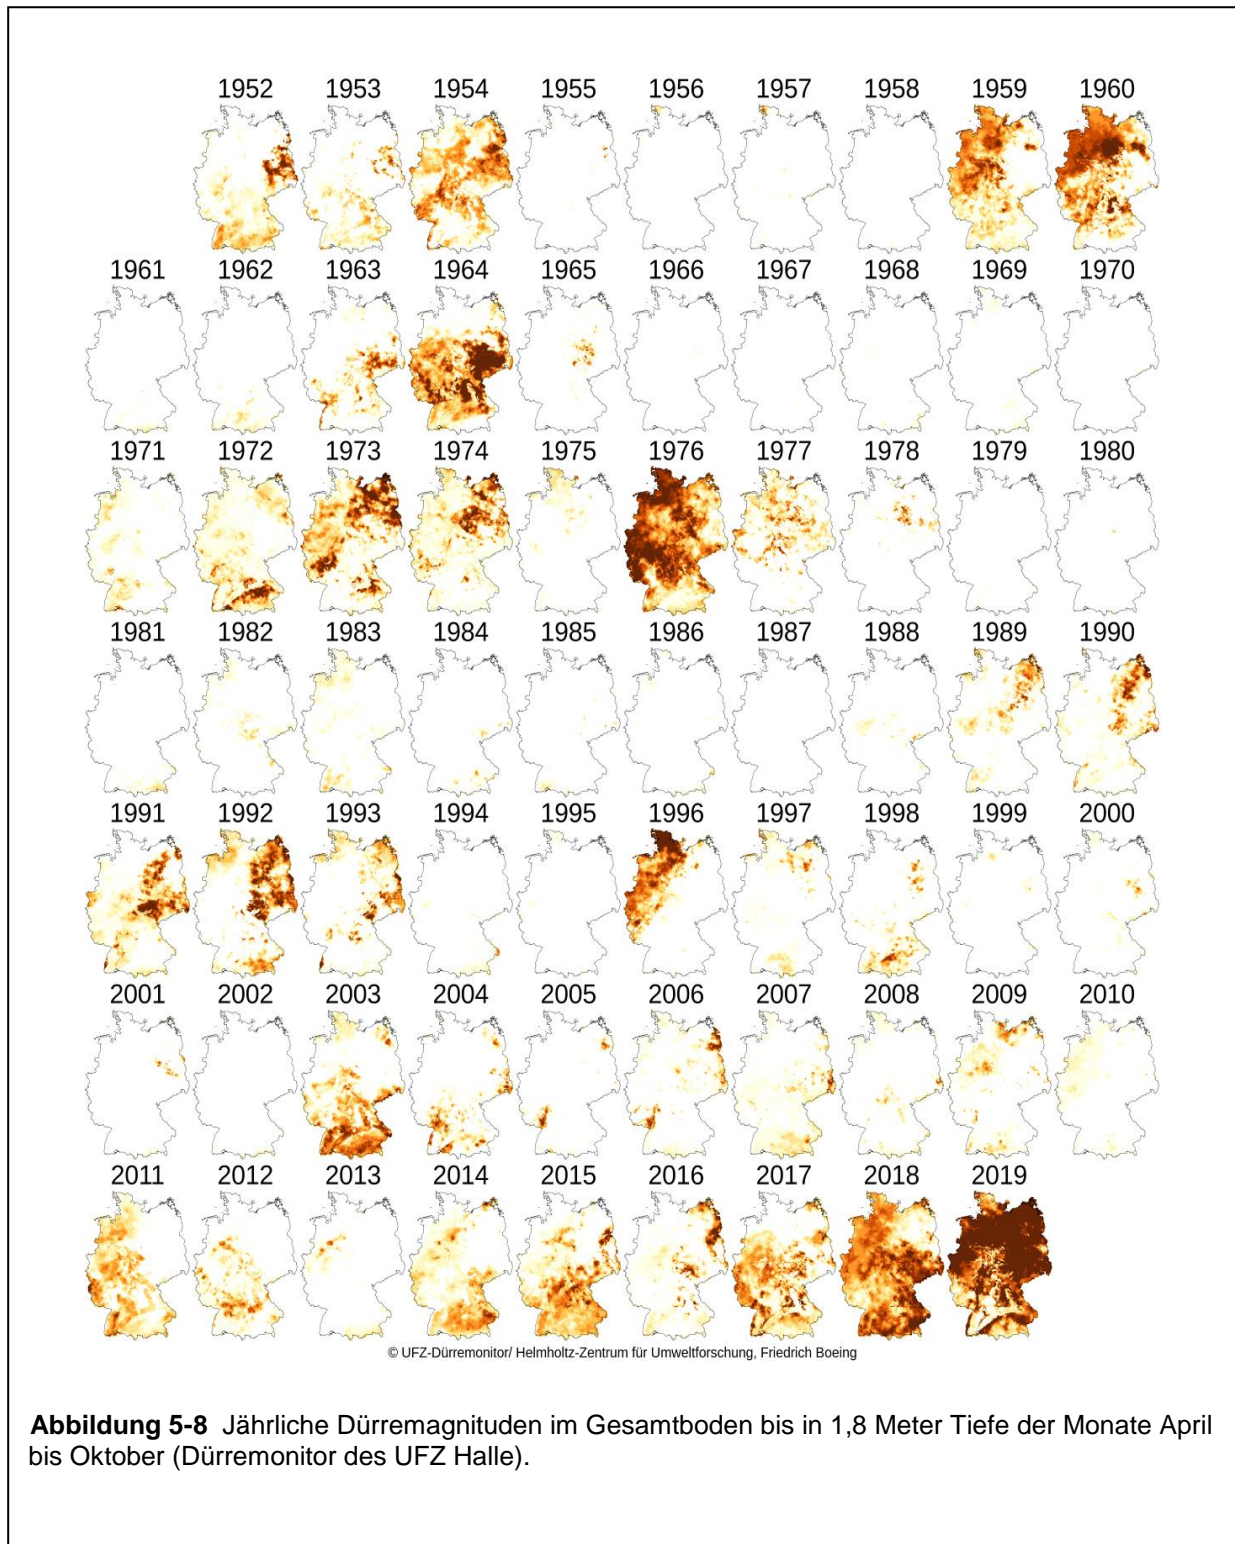 1952 1953 1954 1955 1956 1957 1958 1959 1960
1961 1962 1963 1964 1965 1966 1967 1968 1969 1970
1971 1972 1973 1974 1975 1976 1977 1978 1979 1980
1981 1982 1983 1984 1985 1986 1987 1988 1989 1990
1991 1992 1993 1994 1995 1996 1997 1998 1999 2000
2001 2002 2003 2004 2005 2006 2007 2008 2009 2010
2011 2012 2013 2014 2015 2016 2017 2018 2019
© UFZ-Dürremonitor/ Helmholtz-Zentrum für Umweltforschung, Friedrich Boeing
Abbildung 5-8 Jährliche Dürremagnituden im Gesamtboden bis in 1,8 Meter Tiefe der Monate April
bis Oktober (Dürremonitor des UFZ Halle).